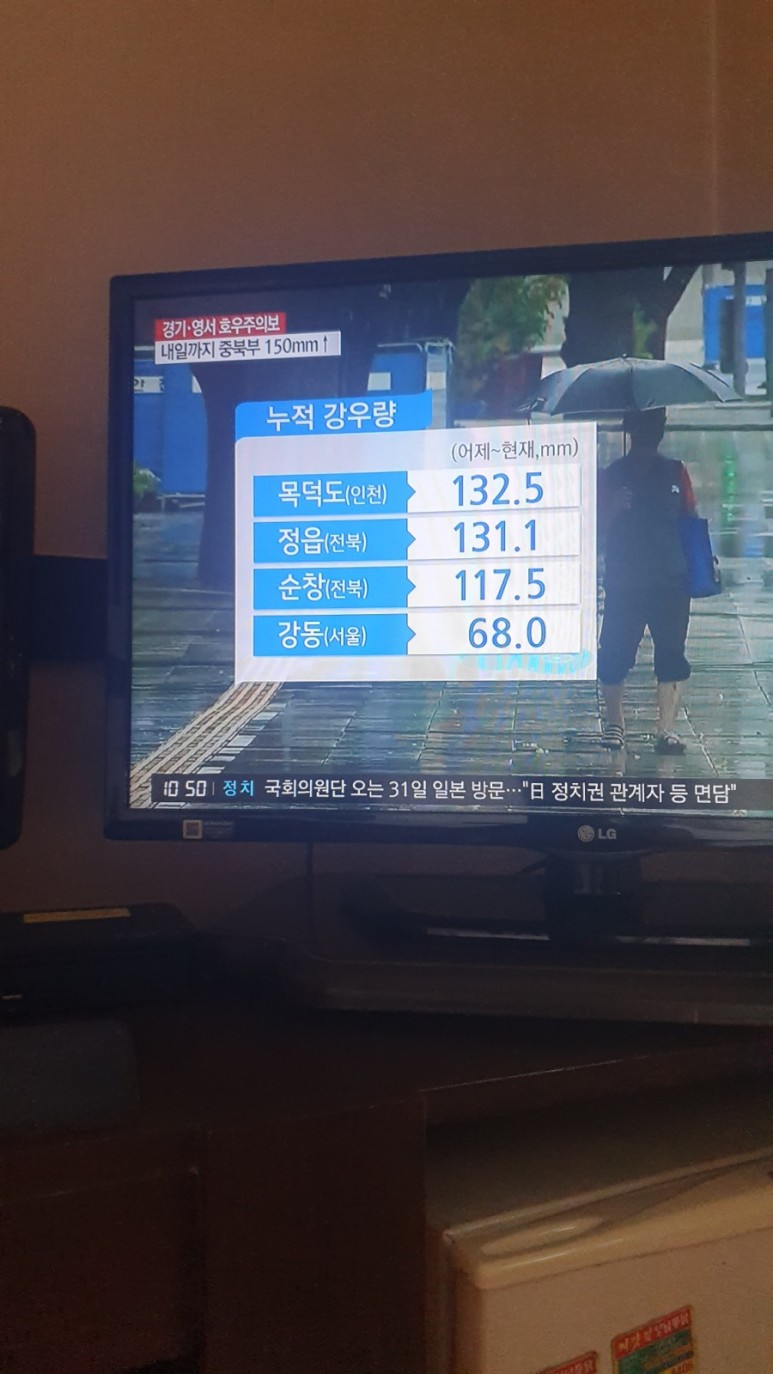 경기·영서 호우주의보
내일까지 중북부 150mm↑
누적 강우량
(어제~현재,mm)
목덕도(인천) 132.5
정읍(전북) 131.1
순창(전북) 117.5
강동(서울) 68.0
10 50 정치 국회의원단 오는 31일 일본 방문…"日 정치권 관계자 등 면담"
LG